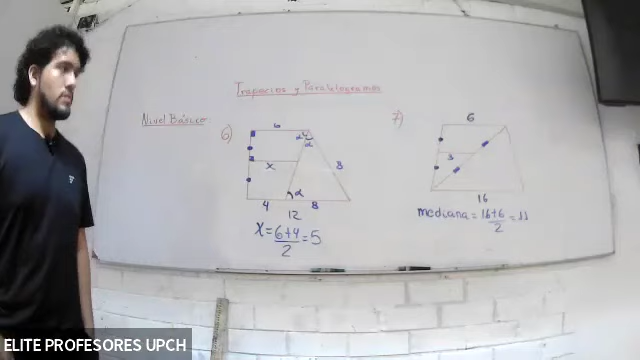 Trapecios y Paralelogramos
Nivel Básico:
6)
6
α
α
x
8
α
4
8
12
x = 6+4 / 2 = 5
7)
6
3
16
mediana = 16+6 / 2 = 11
ELITE PROFESORES UPCH